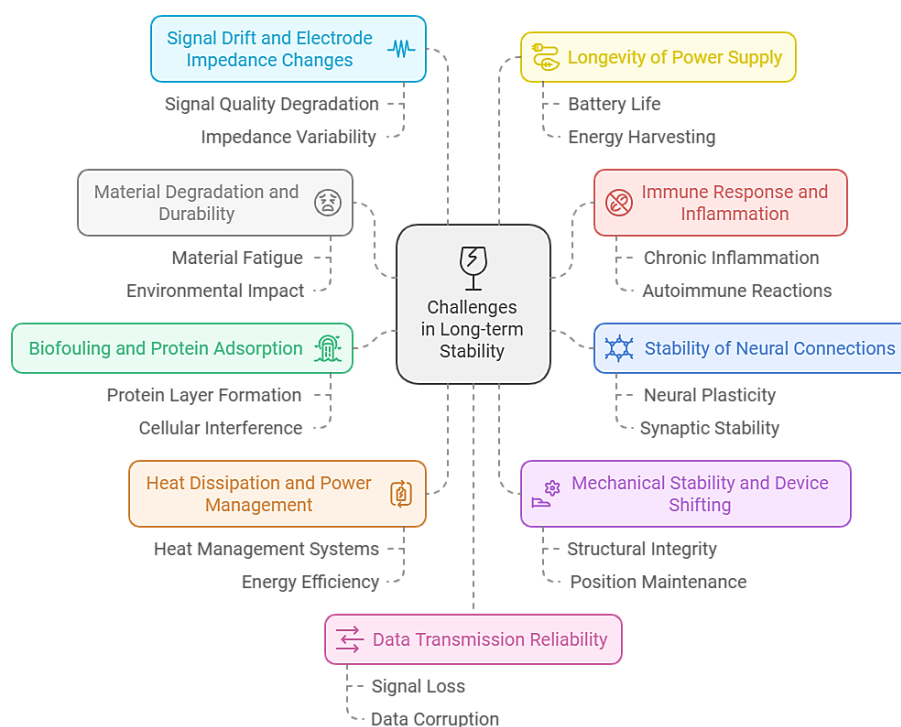 Signal Drift and Electrode
Impedance Changes
Signal Quality Degradation
Impedance Variability
Longevity of Power Supply
Battery Life
Energy Harvesting
Material Degradation and
Durability
Material Fatigue
Environmental Impact
Immune Response and
Inflammation
Chronic Inflammation
Autoimmune Reactions
Challenges
in Long-term
Stability
Biofouling and Protein Adsorption
Protein Layer Formation
Cellular Interference
Stability of Neural Connections
Neural Plasticity
Synaptic Stability
Heat Dissipation and Power
Management
Heat Management Systems
Energy Efficiency
Mechanical Stability and Device
Shifting
Structural Integrity
Position Maintenance
Data Transmission Reliability
Signal Loss
Data Corruption